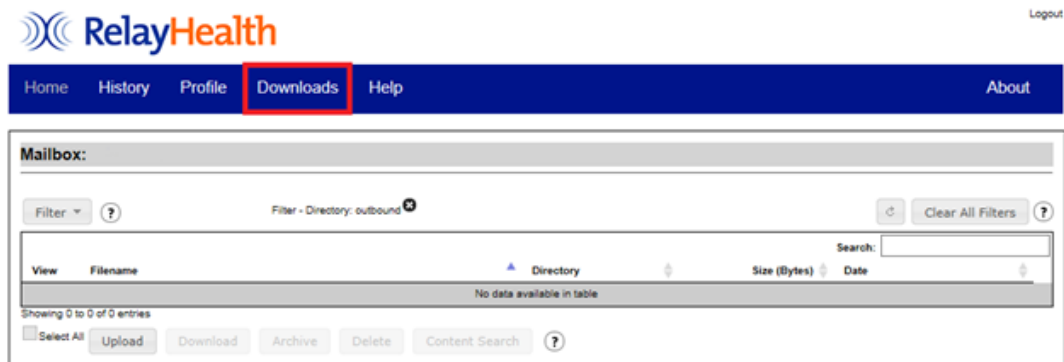 Logout
RelayHealth
Home History Profile Downloads Help About
Mailbox:
Filter ? Filter - Directory: outbound Clear All Filters ?
Search:
View Filename Directory Size (Bytes) Date
No data available in table
Showing 0 to 0 of 0 entries
Select All Upload Download Archive Delete Content Search ?